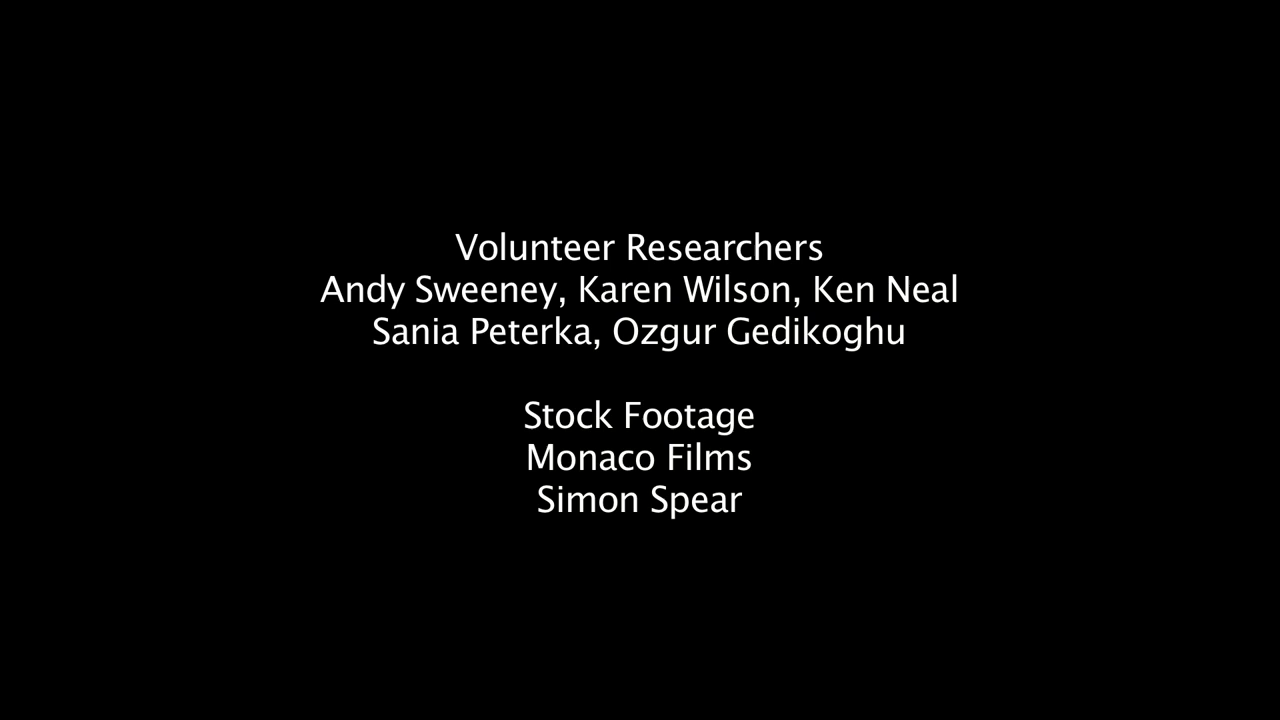 Volunteer Researchers
Andy Sweeney, Karen Wilson, Ken Neal
Sania Peterka, Ozgur Gedikoghu
Stock Footage
Monaco Films
Simon Spear